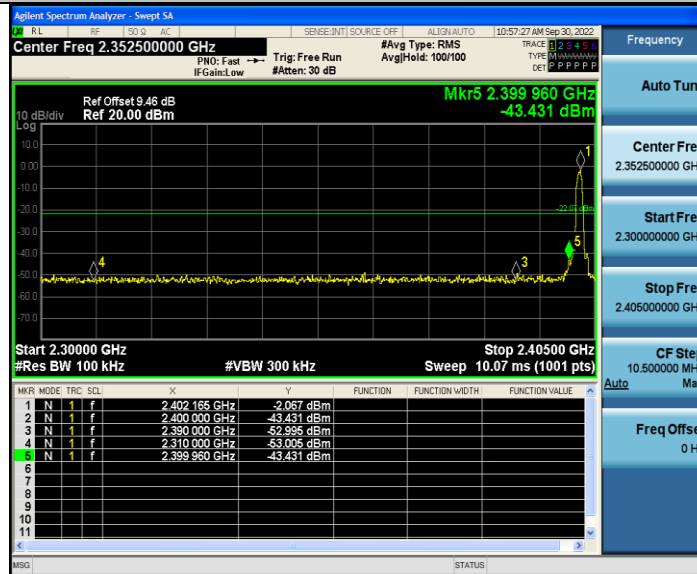 Agilent Spectrum Analyzer - Swept SA
RL RF 50 Ω AC SENSE:INT SOURCE OFF ALIGN AUTO 10:57:27 AM Sep 30, 2022
Center Freq 2.352500000 GHz
PNO: Fast
IFGain:Low
Trig: Free Run
#Atten: 30 dB
#Avg Type: RMS
Avg|Hold: 100/100
TRACE 1 2 3 4 5 6
TYPE M
DET P P P P P P
Mkr5 2.399 960 GHz
-43.431 dBm
Ref Offset 9.46 dB
10 dB/div Ref 20.00 dBm
Log
10.0
0.00
-10.0
-20.0
-30.0
-40.0
-50.0
-60.0
-70.0
1
5
3
4
Start 2.30000 GHz Stop 2.40500 GHz
#Res BW 100 kHz #VBW 300 kHz Sweep 10.07 ms (1001 pts)
MKR MODE TRC SCL X Y FUNCTION FUNCTION WIDTH FUNCTION VALUE
1 N 1 f 2.402 165 GHz -2.067 dBm
2 N 1 f 2.400 000 GHz -43.431 dBm
3 N 1 f 2.390 000 GHz -52.995 dBm
4 N 1 f 2.310 000 GHz -53.005 dBm
5 N 1 f 2.399 960 GHz -43.431 dBm
6
7
8
9
10
11
MSG STATUS
Frequency
Auto Tun
Center Fre
2.352500000 GH
Start Fre
2.300000000 GH
Stop Fre
2.405000000 GH
CF Ste
10.500000 MH
Auto Ma
Freq Offse
0 H